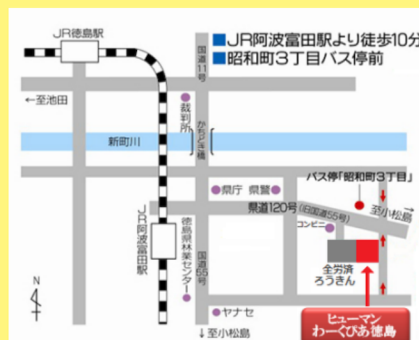 ■JR阿波富田駅より徒歩10分
■昭和町3丁目バス停前
JR徳島駅
国道11号
←至池田
裁判所
かちどき橋
新町川
県庁 県警
バス停「昭和町3丁目」
県道120号(旧国道55号)
至小松島
コンビニ
JR阿波富田駅
徳島県林業センター
国道55号
全労済
ろうきん
N
ヤナセ
↓至小松島
ヒューマン
わーくぴあ徳島